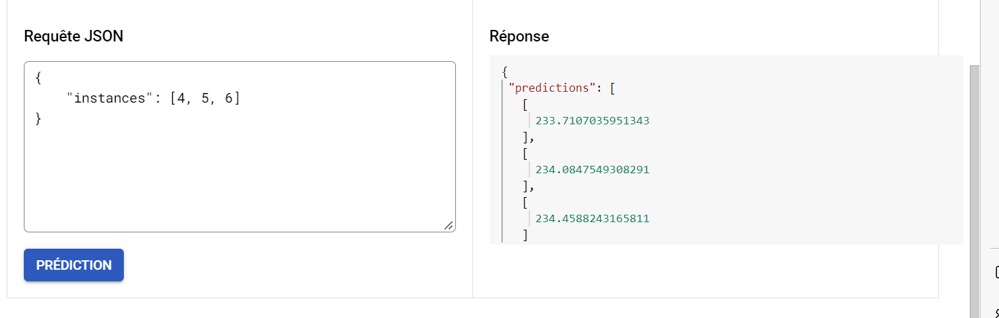 Requête JSON
{
"instances": [4, 5, 6]
}
PRÉDICTION
Réponse
{
"predictions": [
[
233.7107035951343
],
[
234.0847549308291
],
[
234.4588243165811
]